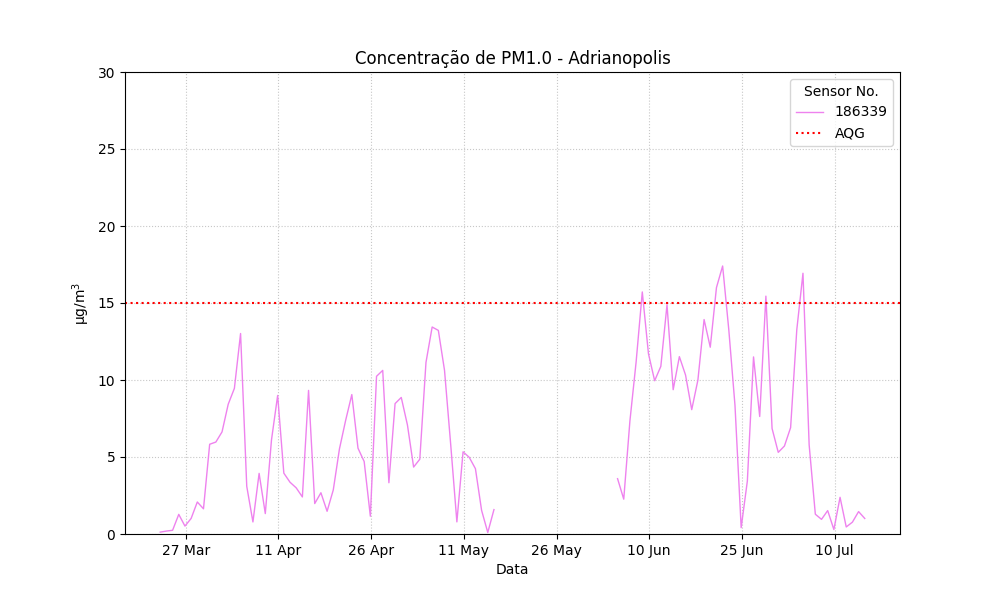 Concentração de PM1.0 - Adrianopolis
30
25
20
15
10
5
0
µg/m³
27 Mar
11 Apr
26 Apr
11 May
26 May
10 Jun
25 Jun
10 Jul
Data
Sensor No.
186339
AQG